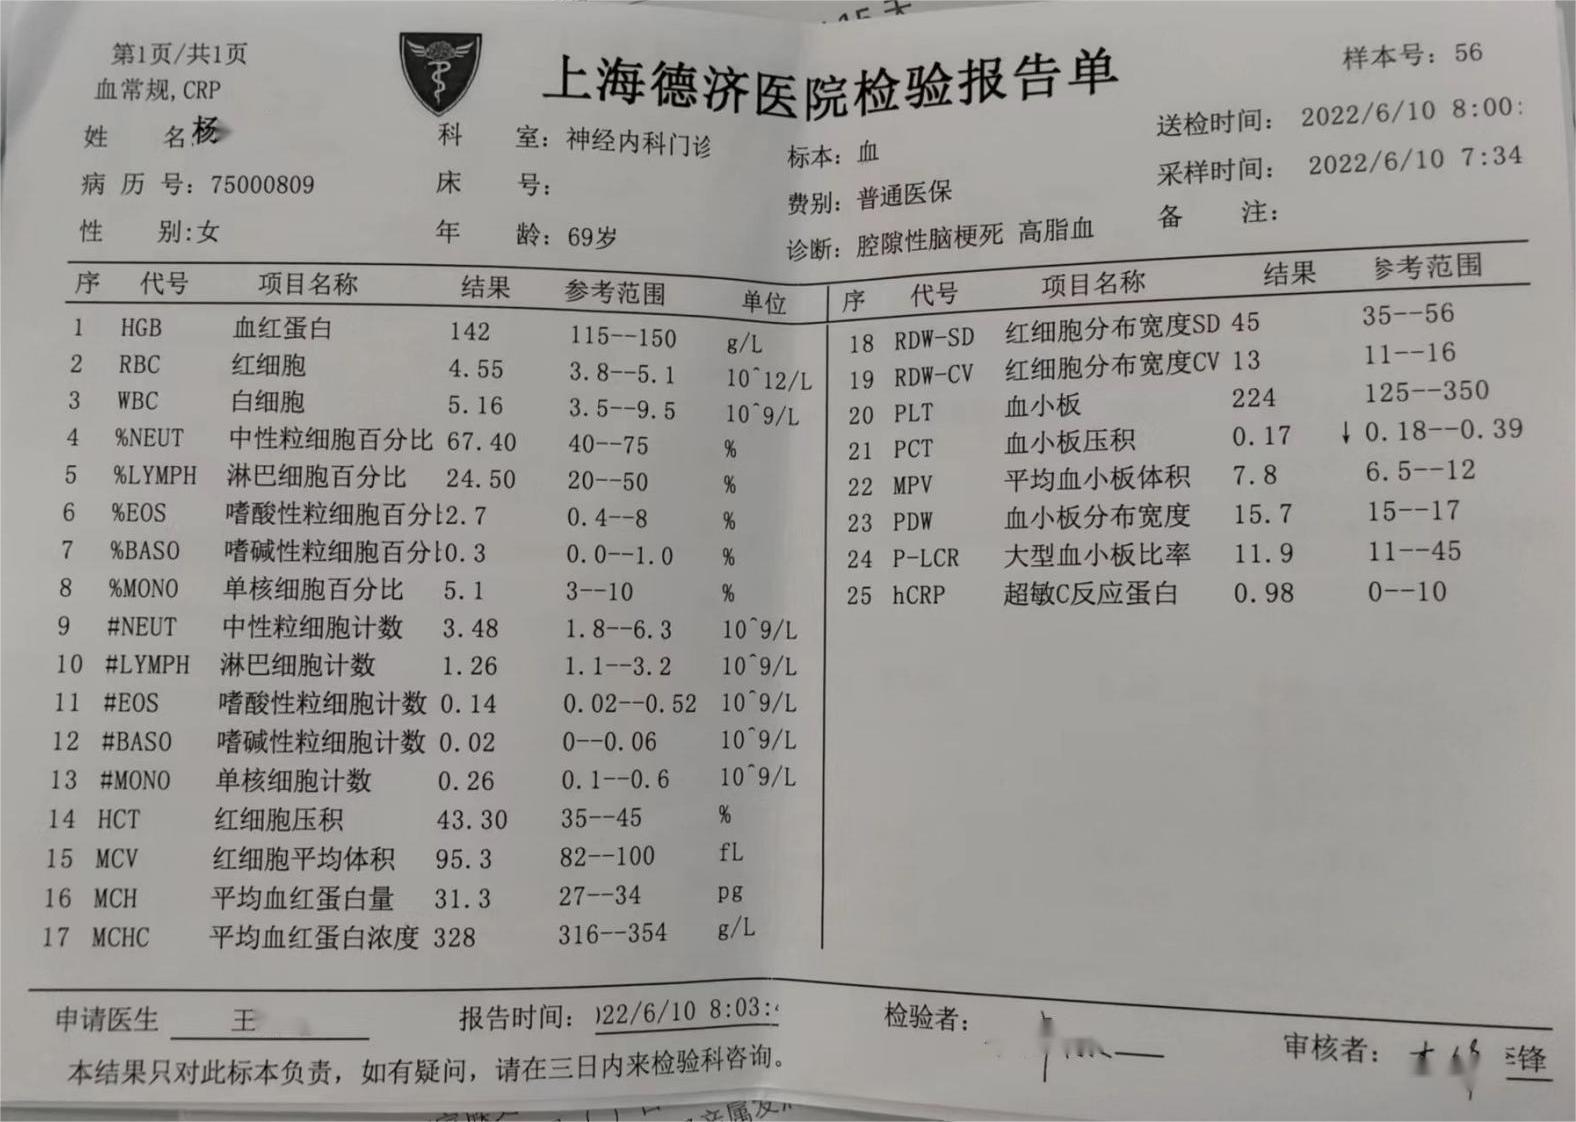 第1页/共1页
血常规,CRP
上海德济医院检验报告单
样本号: 56
姓 名:杨
科 室: 神经内科门诊
标本: 血
送检时间: 2022/6/10 8:00:
病 历 号: 75000809
床 号:
费别: 普通医保
采样时间: 2022/6/10 7:34
性 别:女
年 龄: 69岁
诊断: 腔隙性脑梗死 高脂血
备 注:
序 代号 项目名称 结果 参考范围 单位
1 HGB 血红蛋白 142 115--150 g/L
2 RBC 红细胞 4.55 3.8--5.1 10^12/L
3 WBC 白细胞 5.16 3.5--9.5 10^9/L
4 %NEUT 中性粒细胞百分比 67.40 40--75 %
5 %LYMPH 淋巴细胞百分比 24.50 20--50 %
6 %EOS 嗜酸性粒细胞百分 2.7 0.4--8 %
7 %BASO 嗜碱性粒细胞百分 0.3 0.0--1.0 %
8 %MONO 单核细胞百分比 5.1 3--10 %
9 #NEUT 中性粒细胞计数 3.48 1.8--6.3 10^9/L
10 #LYMPH 淋巴细胞计数 1.26 1.1--3.2 10^9/L
11 #EOS 嗜酸性粒细胞计数 0.14 0.02--0.52 10^9/L
12 #BASO 嗜碱性粒细胞计数 0.02 0--0.06 10^9/L
13 #MONO 单核细胞计数 0.26 0.1--0.6 10^9/L
14 HCT 红细胞压积 43.30 35--45 %
15 MCV 红细胞平均体积 95.3 82--100 fL
16 MCH 平均血红蛋白量 31.3 27--34 pg
17 MCHC 平均血红蛋白浓度 328 316--354 g/L
序 代号 项目名称 结果 参考范围
18 RDW-SD 红细胞分布宽度SD 45 35--56
19 RDW-CV 红细胞分布宽度CV 13 11--16
20 PLT 血小板 224 125--350
21 PCT 血小板压积 0.17 ↓ 0.18--0.39
22 MPV 平均血小板体积 7.8 6.5--12
23 PDW 血小板分布宽度 15.7 15--17
24 P-LCR 大型血小板比率 11.9 11--45
25 hCRP 超敏C反应蛋白 0.98 0--10
申请医生 王
报告时间: 022/6/10 8:03:
检验者:
审核者: 锋
本结果只对此标本负责，如有疑问，请在三日内来检验科咨询。